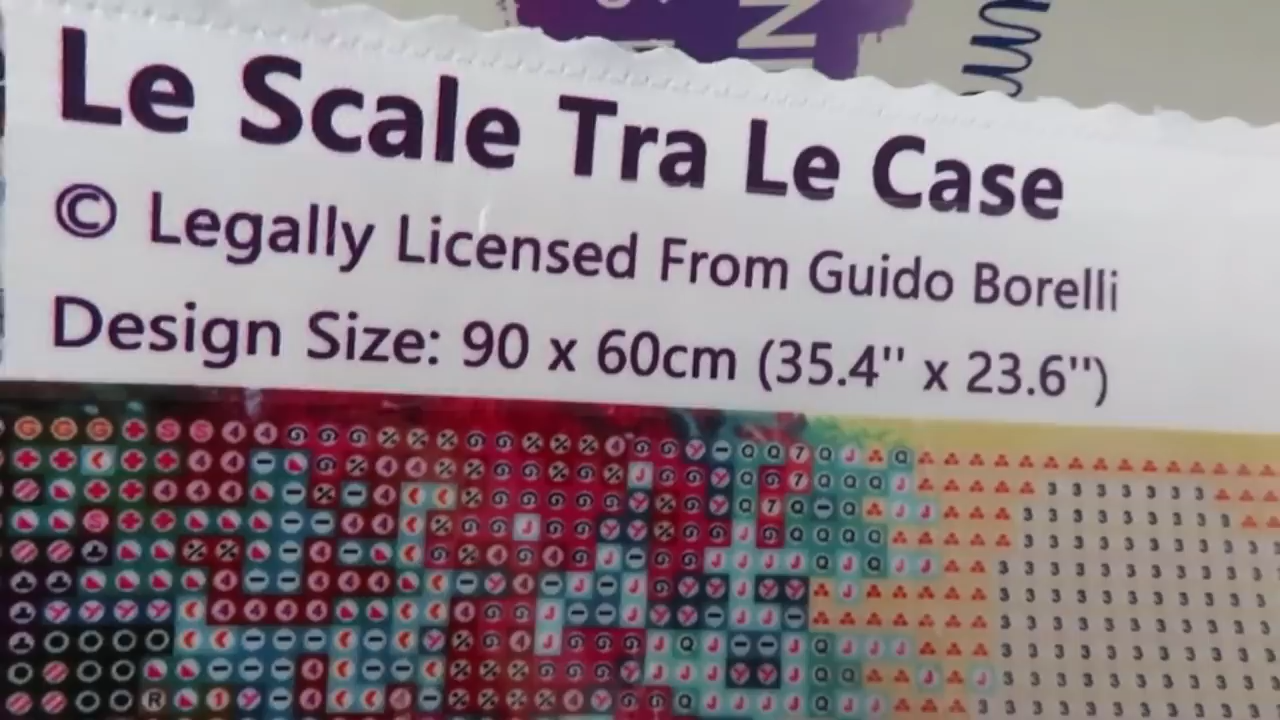 Le Scale Tra Le Case
© Legally Licensed From Guido Borelli
Design Size: 90 x 60cm (35.4" x 23.6")